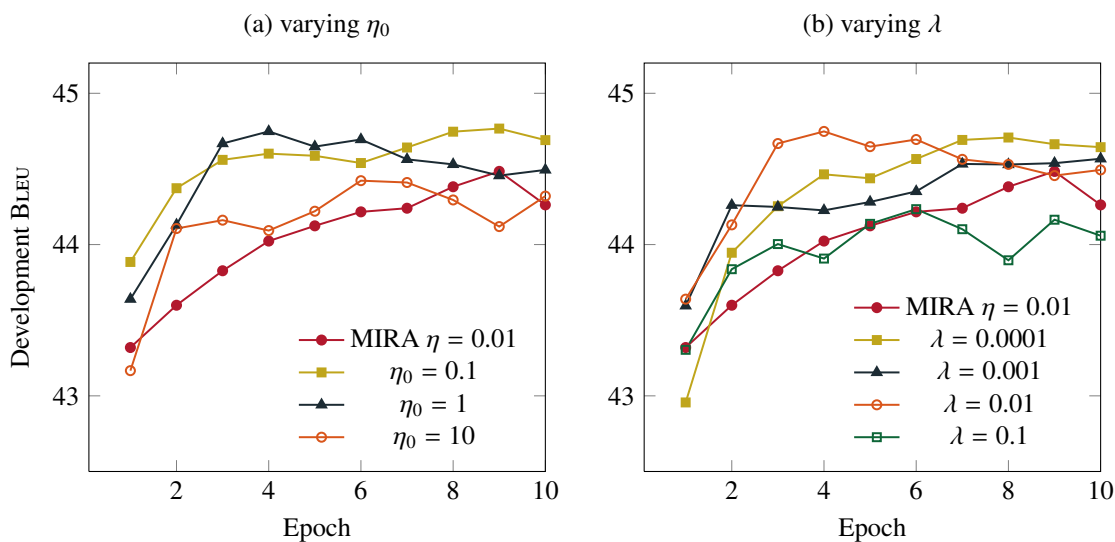 (a) varying η₀
Development BLEU
45
44
43
MIRA η = 0.01
η₀ = 0.1
η₀ = 1
η₀ = 10
2 4 6 8 10
Epoch
(b) varying λ
45
44
43
MIRA η = 0.01
λ = 0.0001
λ = 0.001
λ = 0.01
λ = 0.1
2 4 6 8 10
Epoch